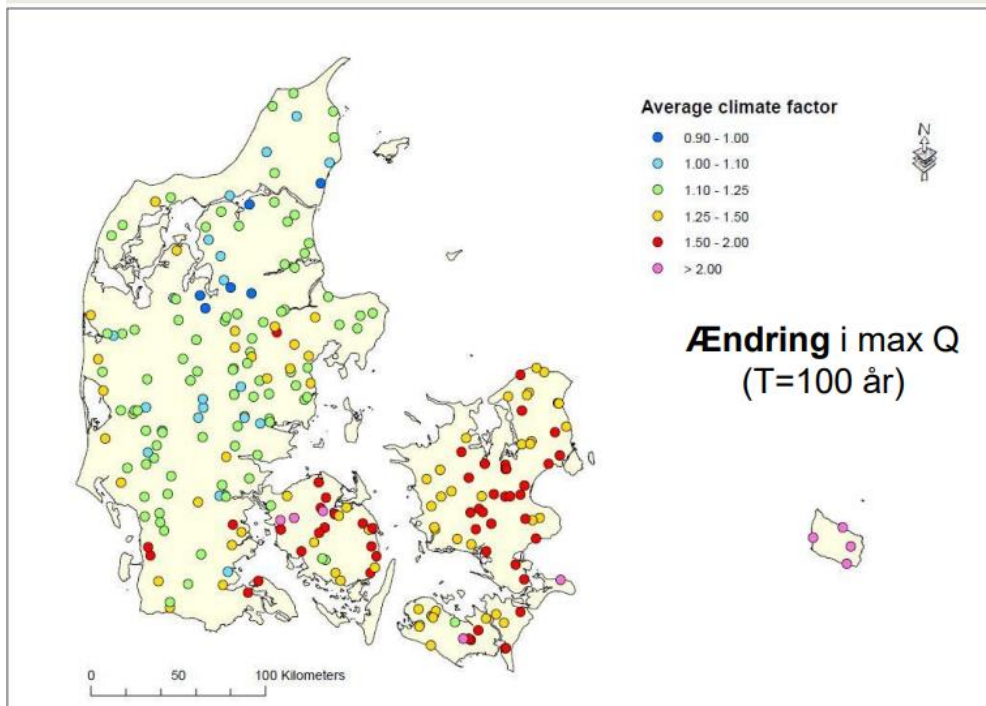 Average climate factor
0.90 - 1.00
1.00 - 1.10
1.10 - 1.25
1.25 - 1.50
1.50 - 2.00
> 2.00
N
Ændring i max Q
(T=100 år)
0 50 100 Kilometers